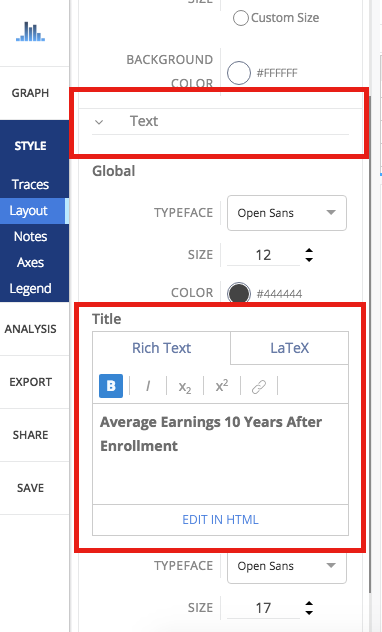 SIZE
Custom Size
BACKGROUND
COLOR
#FFFFFF
GRAPH
Text
STYLE
Global
Traces
Layout
TYPEFACE
Open Sans
Notes
SIZE
12
Axes
Legend
COLOR
#444444
Title
ANALYSIS
Rich Text
LaTeX
EXPORT
B
I
x₂
x²
Average Earnings 10 Years After
Enrollment
SHARE
SAVE
EDIT IN HTML
TYPEFACE
Open Sans
SIZE
17